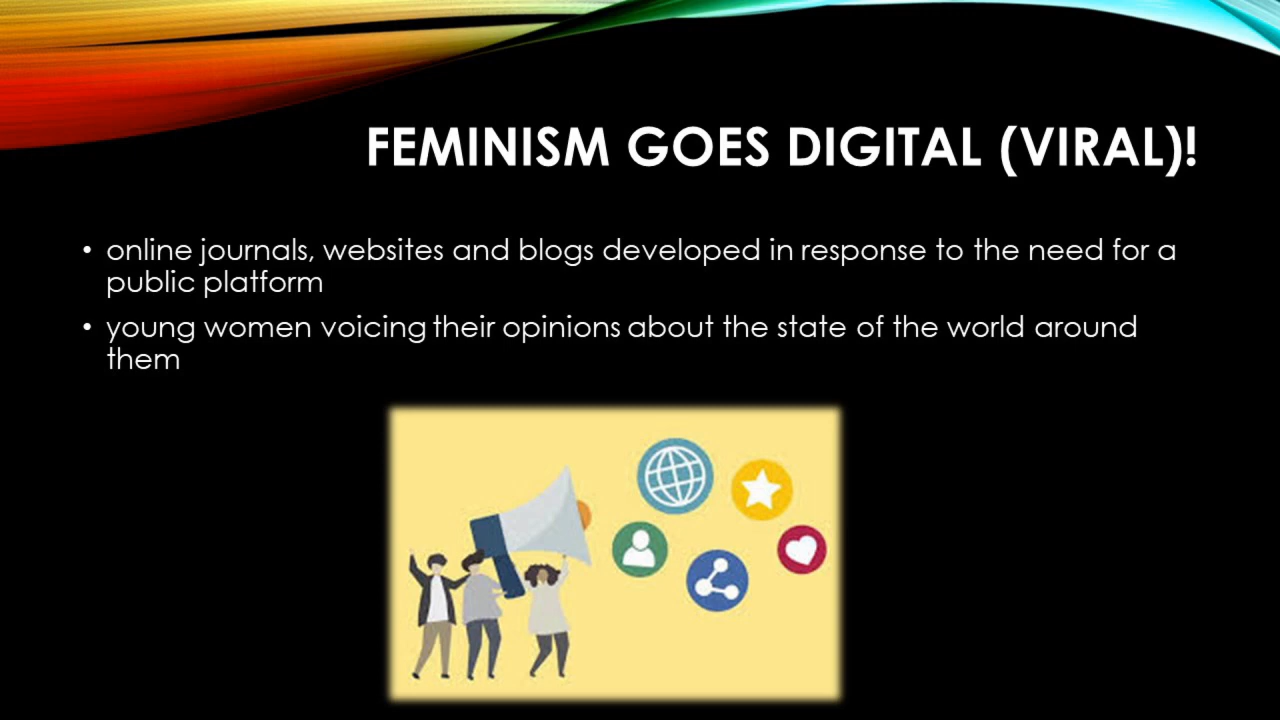 FEMINISM GOES DIGITAL (VIRAL)!
• online journals, websites and blogs developed in response to the need for a
public platform
• young women voicing their opinions about the state of the world around
them